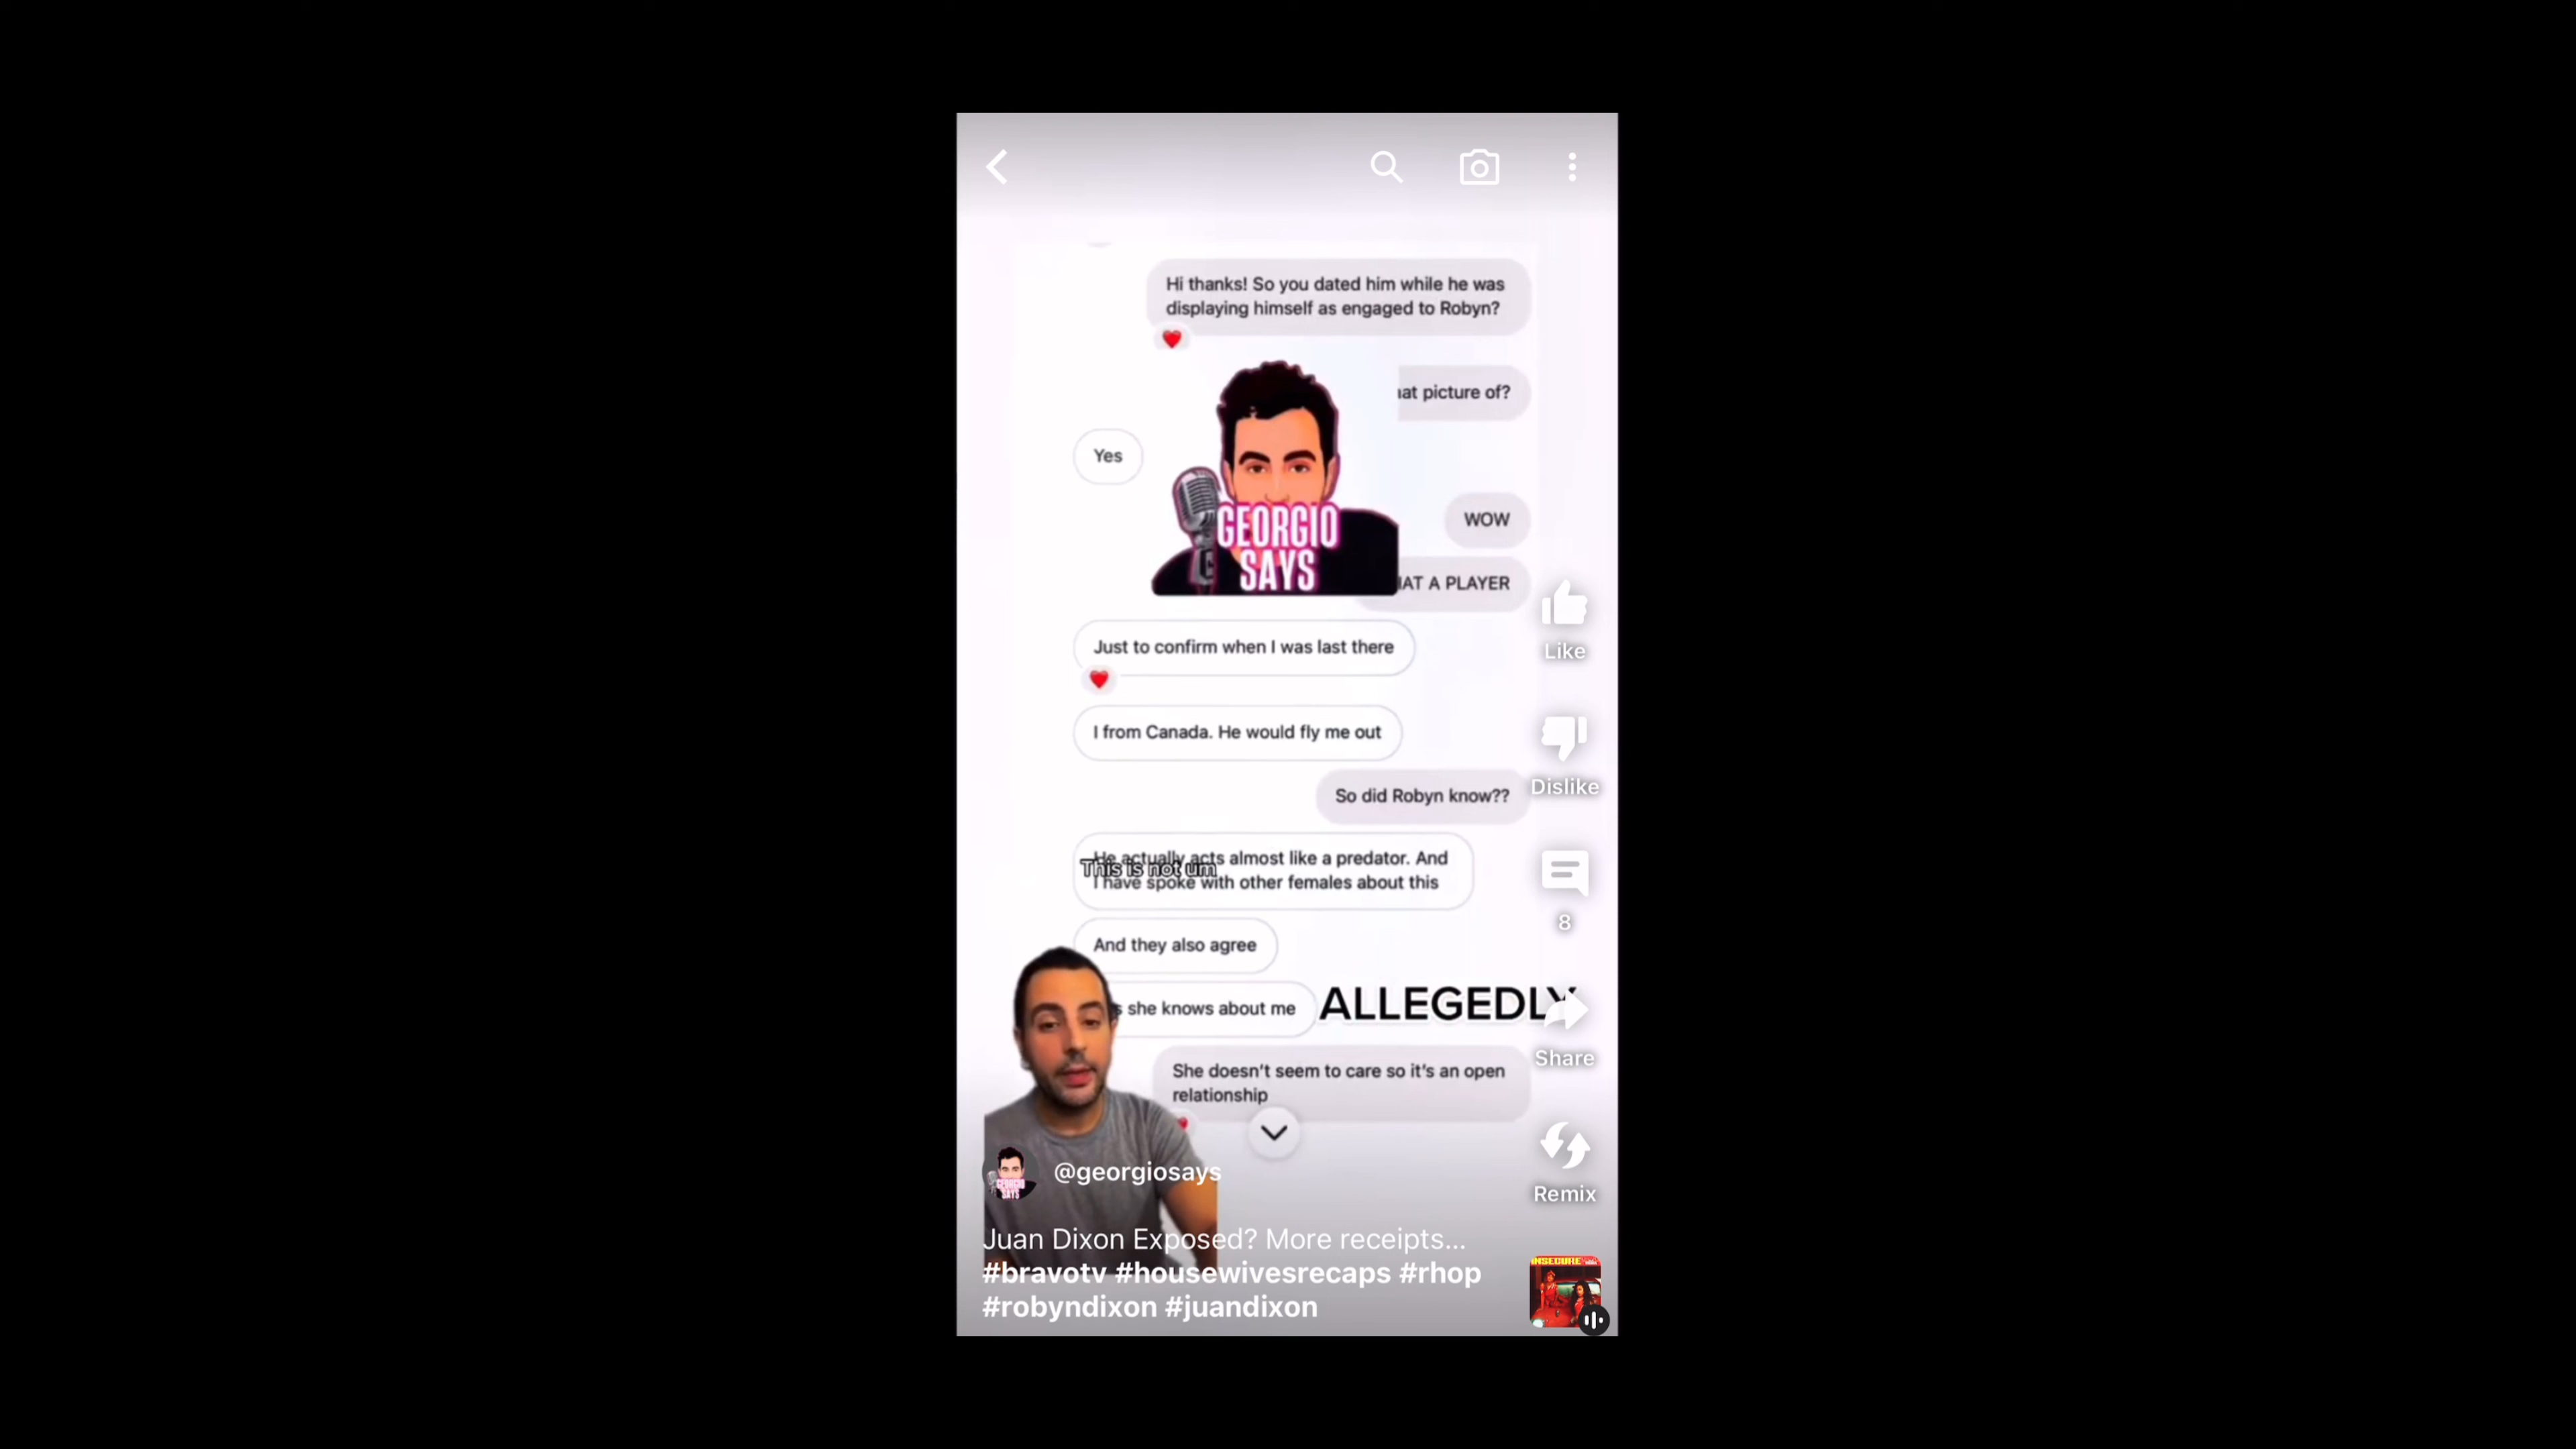 Hi thanks! So you dated him while he was
displaying himself as engaged to Robyn?
picture of?
Yes
GEORGIO
SAYS
WOW
A PLAYER
Just to confirm when I was last there
I from Canada. He would fly me out
So did Robyn know??
He actually acts almost like a predator. And
I have spoke with other females about this
This is not um
And they also agree
she knows about me
ALLEGEDLY
She doesn't seem to care so it's an open
relationship
Like
Dislike
8
Share
Remix
GEORGIO
SAYS
@georgiosays
Juan Dixon Exposed? More receipts...
#bravotv #housewivesrecaps #rhop
#robyndixon #juandixon
INSECURE